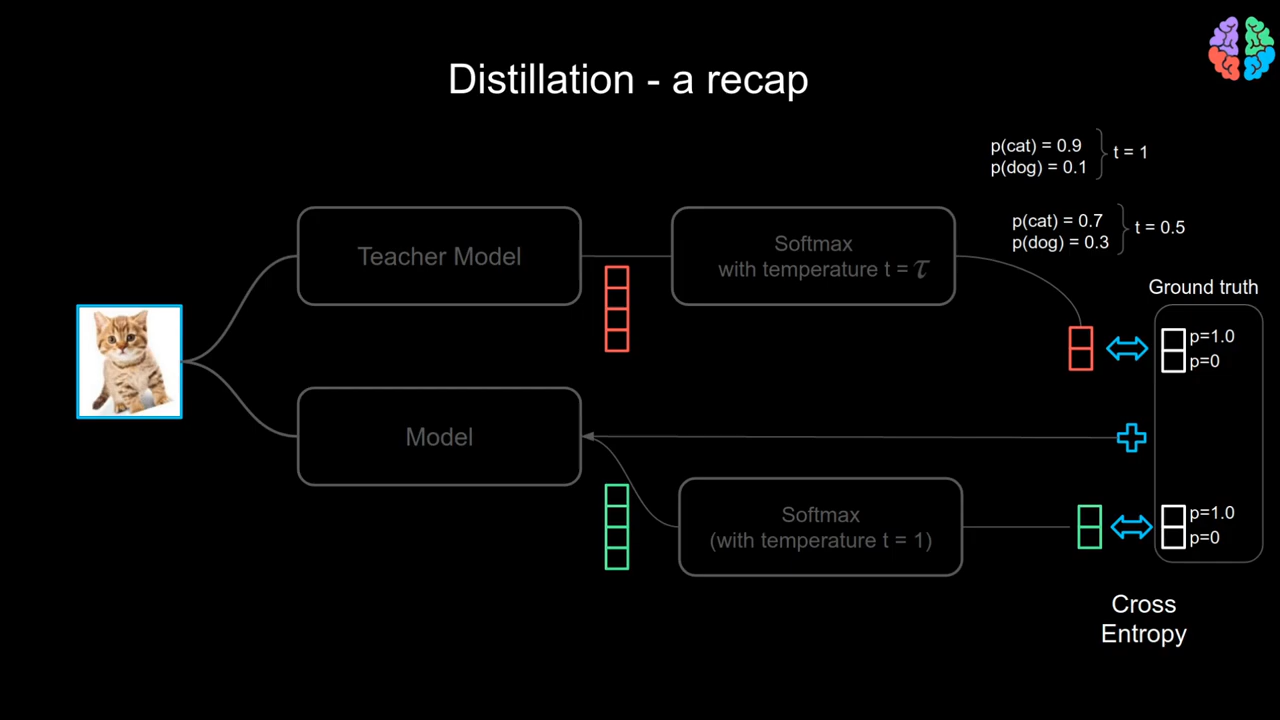 Distillation - a recap
p(cat) = 0.9
p(dog) = 0.1
t = 1
p(cat) = 0.7
p(dog) = 0.3
t = 0.5
Teacher Model
Softmax
with temperature t = τ
Ground truth
p=1.0
p=0
Model
Softmax
(with temperature t = 1)
p=1.0
p=0
Cross
Entropy